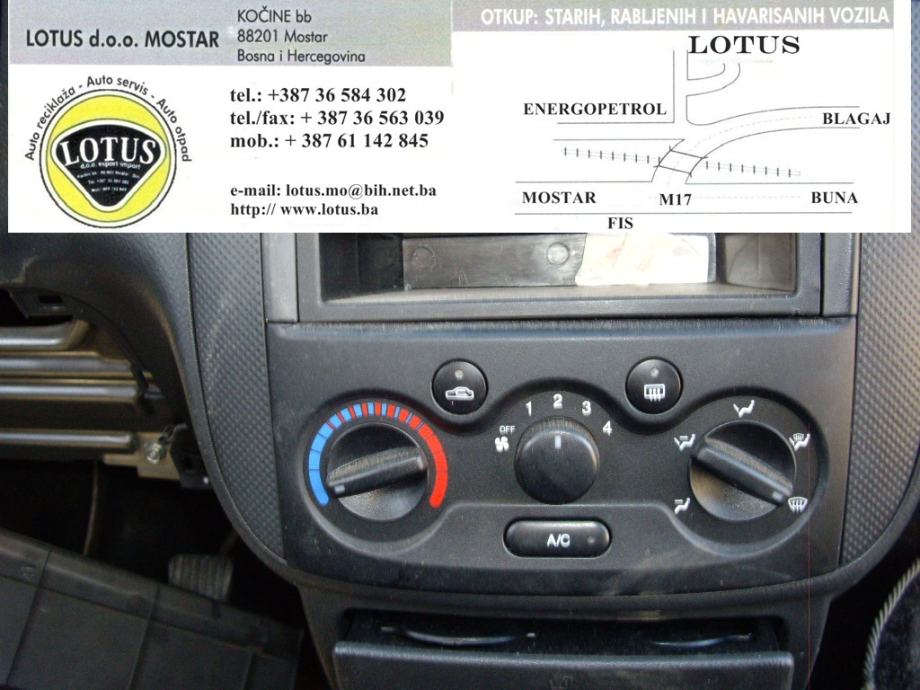 LOTUS d.o.o. MOSTAR
KOČINE bb
88201 Mostar
Bosna i Hercegovina
Auto reciklaža - Auto servis - Auto otpad
LOTUS
d.o.o. export-import
tel.: +387 36 584 302
tel./fax: + 387 36 563 039
mob.: + 387 61 142 845
e-mail: lotus.mo@bih.net.ba
http:// www.lotus.ba
OTKUP: STARIH, RABLJENIH I HAVARISANIH VOZILA
LOTUS
ENERGOPETROL
BLAGAJ
MOSTAR
M17
BUNA
FIS
OFF 1 2 3 4
A/C